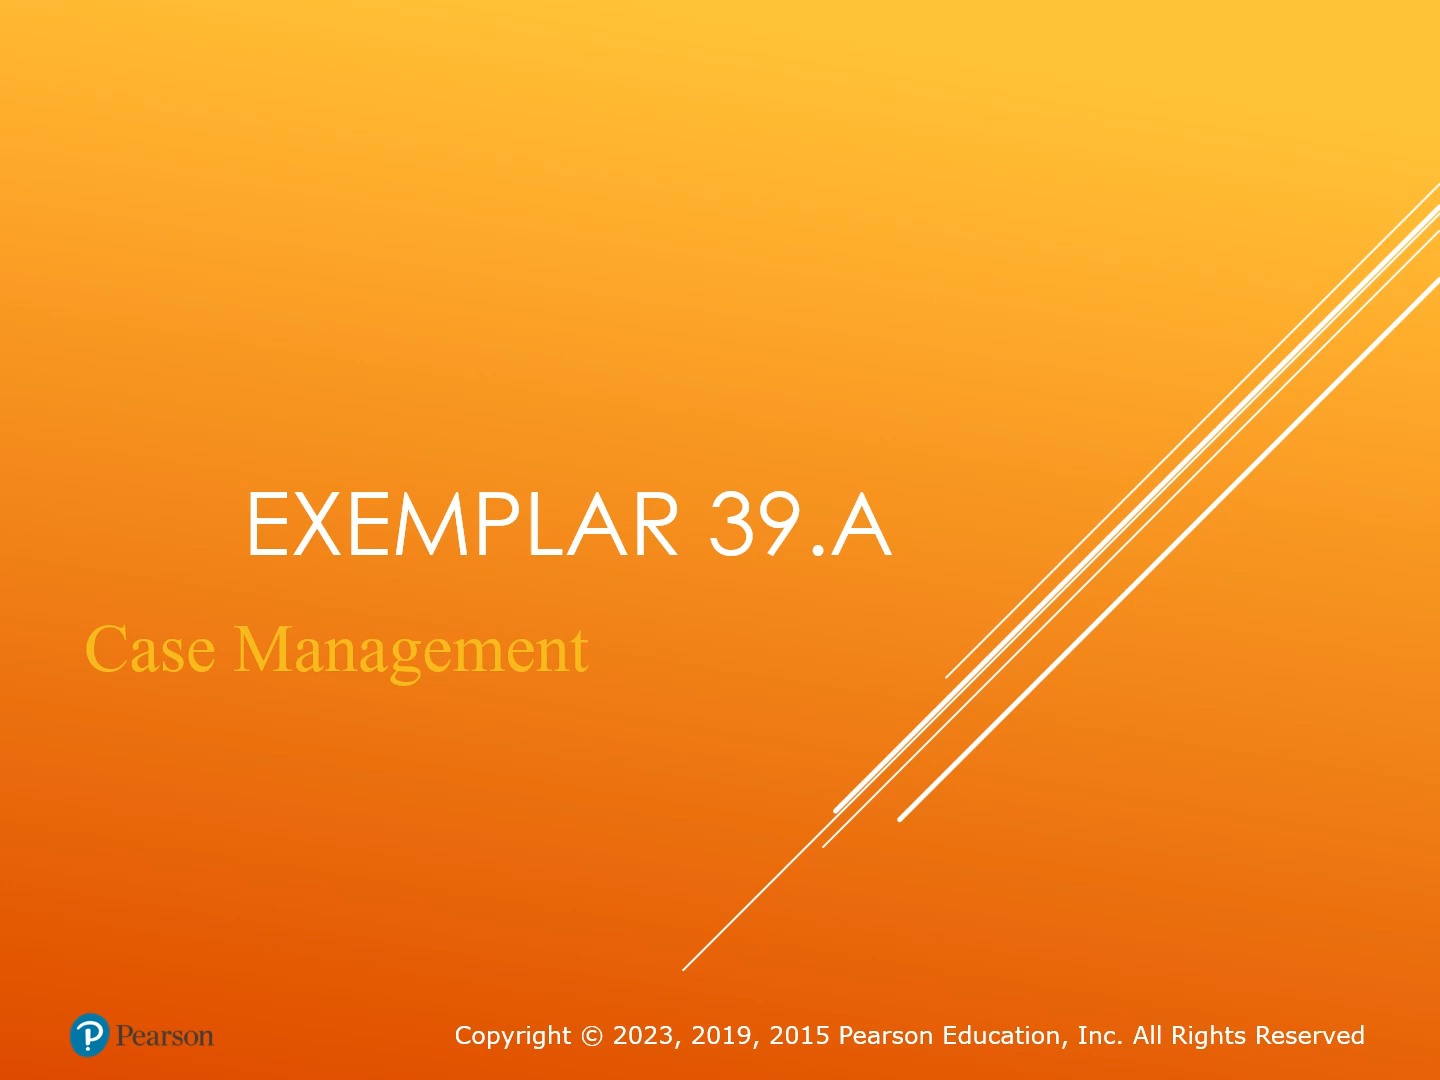 EXEMPLAR 39.A
Case Management
Pearson
Copyright © 2023, 2019, 2015 Pearson Education, Inc. All Rights Reserved